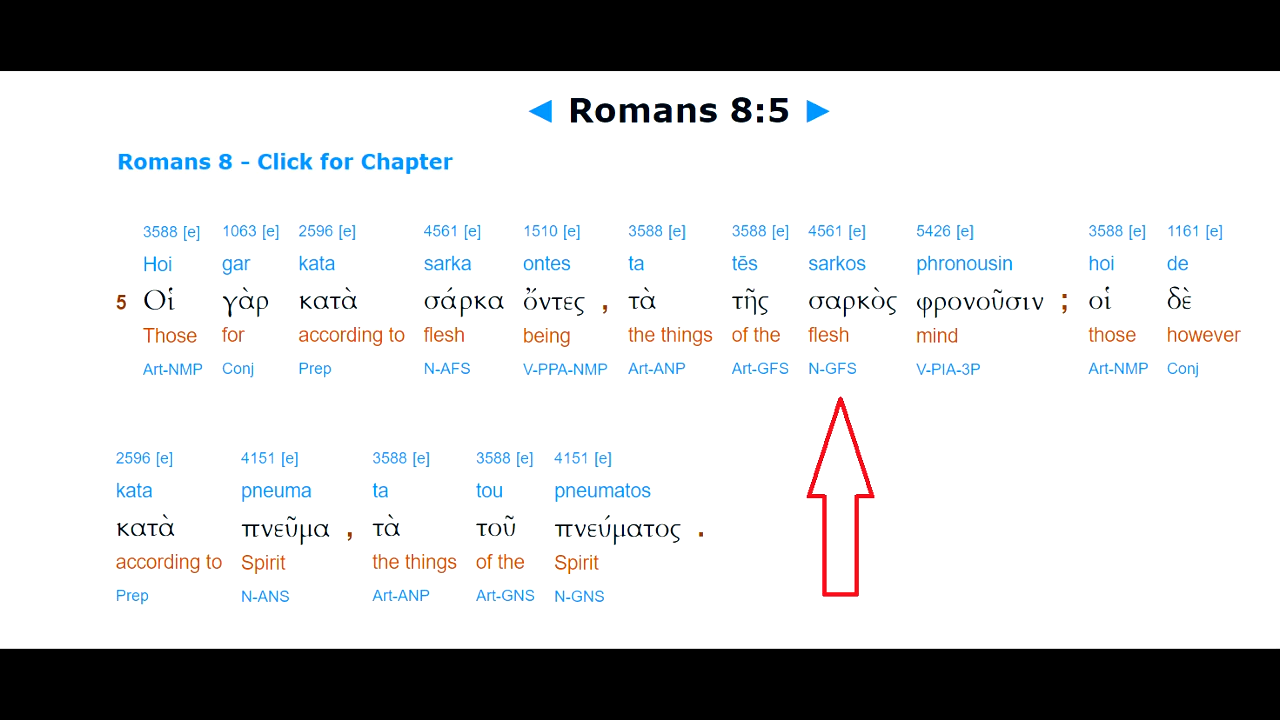 ◄ Romans 8:5 ►
Romans 8 - Click for Chapter
3588 [e] 1063 [e] 2596 [e] 4561 [e] 1510 [e] 3588 [e] 3588 [e] 4561 [e] 5426 [e] 3588 [e] 1161 [e]
Hoi gar kata sarka ontes ta tēs sarkos phronousin hoi de
5 Οἱ γὰρ κατὰ σάρκα ὄντες , τὰ τῆς σαρκὸς φρονοῦσιν ; οἱ δὲ
Those for according to flesh being the things of the flesh mind those however
Art-NMP Conj Prep N-AFS V-PPA-NMP Art-ANP Art-GFS N-GFS V-PIA-3P Art-NMP Conj
2596 [e] 4151 [e] 3588 [e] 3588 [e] 4151 [e]
kata pneuma ta tou pneumatos
κατὰ πνεῦμα , τὰ τοῦ πνεύματος .
according to Spirit the things of the Spirit
Prep N-ANS Art-ANP Art-GNS N-GNS